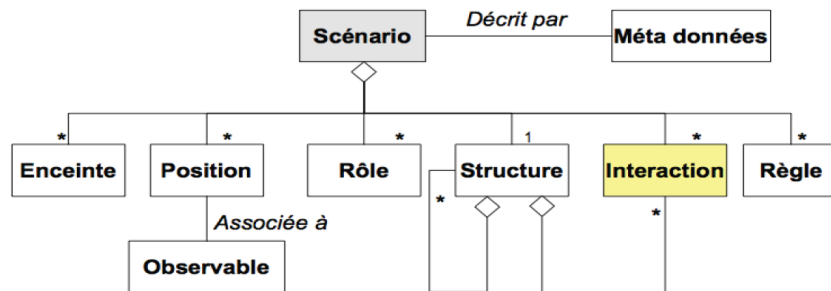 Décrit par
Scénario
Méta données
* * * 1 * *
Enceinte
Position
Rôle
Structure
Interaction
Règle
* *
Associée à
Observable